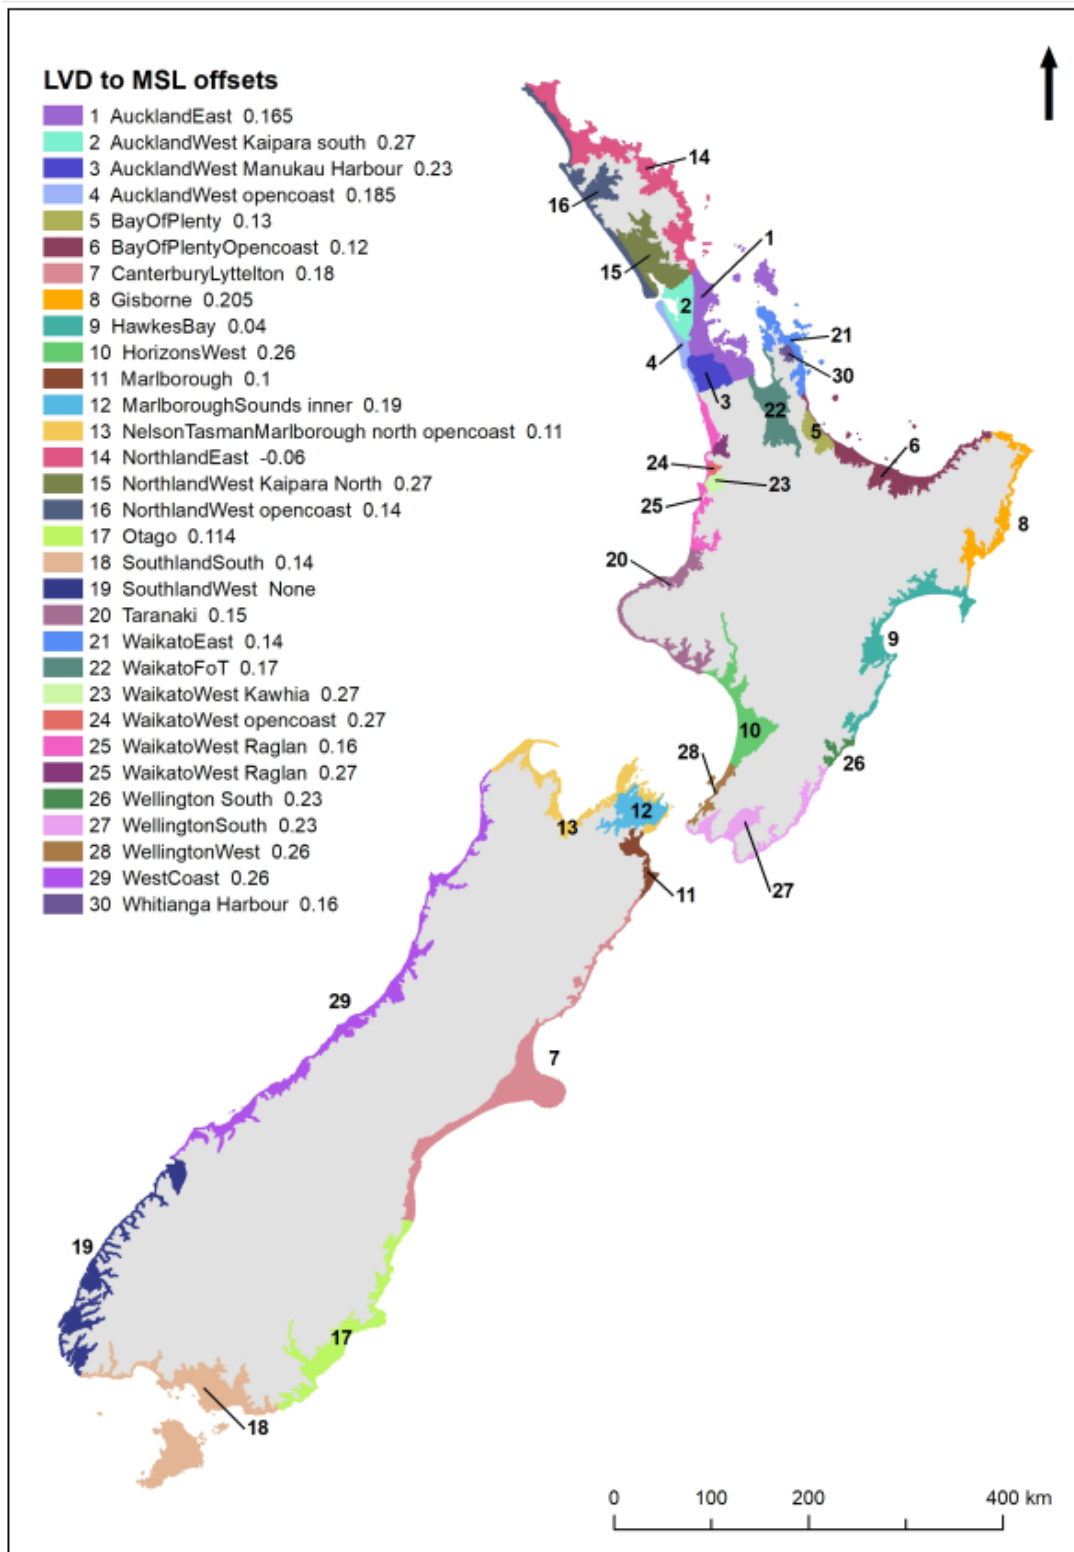 LVD to MSL offsets
1 AucklandEast 0.165
2 AucklandWest Kaipara south 0.27
3 AucklandWest Manukau Harbour 0.23
4 AucklandWest opencoast 0.185
5 BayOfPlenty 0.13
6 BayOfPlentyOpencoast 0.12
7 CanterburyLyttelton 0.18
8 Gisborne 0.205
9 HawkesBay 0.04
10 HorizonsWest 0.26
11 Marlborough 0.1
12 MarlboroughSounds inner 0.19
13 NelsonTasmanMarlborough north opencoast 0.11
14 NorthlandEast -0.06
15 NorthlandWest Kaipara North 0.27
16 NorthlandWest opencoast 0.14
17 Otago 0.114
18 SouthlandSouth 0.14
19 SouthlandWest None
20 Taranaki 0.15
21 WaikatoEast 0.14
22 WaikatoFoT 0.17
23 WaikatoWest Kawhia 0.27
24 WaikatoWest opencoast 0.27
25 WaikatoWest Raglan 0.16
25 WaikatoWest Raglan 0.27
26 Wellington South 0.23
27 WellingtonSouth 0.23
28 WellingtonWest 0.26
29 WestCoast 0.26
30 Whitianga Harbour 0.16
14
16
1
15
2
21
4
30
3
22
5
6
24
23
25
8
20
9
10
28
26
12
13
27
11
29
7
19
17
18
0 100 200 400 km